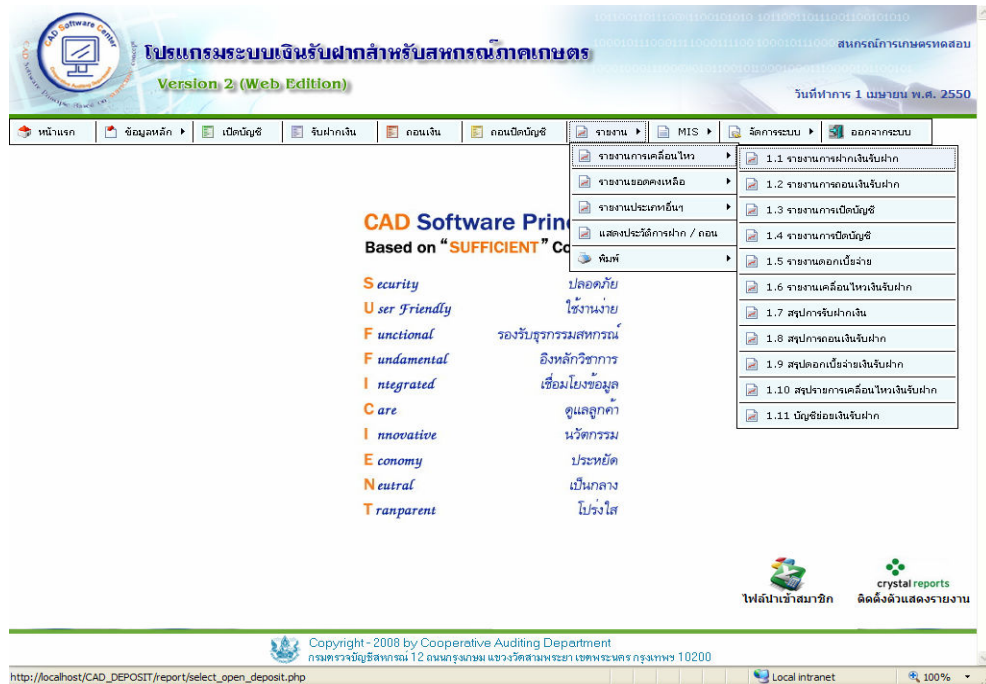 CAD Software Center
โปรแกรมระบบเงินรับฝากสำหรับสหกรณ์ภาคเกษตร
Version 2 (Web Edition)
สหกรณ์การเกษตรทดสอบ
วันที่ทำการ 1 เมษายน พ.ศ. 2550
หน้าแรก ข้อมูลหลัก เปิดบัญชี รับฝากเงิน ถอนเงิน ถอนปิดบัญชี รายงาน MIS จัดการระบบ ออกจากระบบ
รายงานการเคลื่อนไหว
รายงานยอดคงเหลือ
รายงานประเภทอื่นๆ
แสดงประวัติการฝาก / ถอน
พิมพ์
1.1 รายงานการฝากเงินรับฝาก
1.2 รายงานการถอนเงินรับฝาก
1.3 รายงานการเปิดบัญชี
1.4 รายงานการปิดบัญชี
1.5 รายงานดอกเบี้ยจ่าย
1.6 รายงานเคลื่อนไหวเงินรับฝาก
1.7 สรุปการรับฝากเงิน
1.8 สรุปการถอนเงินรับฝาก
1.9 สรุปดอกเบี้ยจ่ายเงินรับฝาก
1.10 สรุปรายการเคลื่อนไหวเงินรับฝาก
1.11 บัญชีย่อยเงินรับฝาก
CAD Software Prin
Based on “SUFFICIENT” Co
Security ปลอดภัย
User Friendly ใช้งานง่าย
Functional รองรับธุรกรรมสหกรณ์
Fundamental อิงหลักวิชาการ
Integrated เชื่อมโยงข้อมูล
Care ดูแลลูกค้า
Innovative นวัตกรรม
Economy ประหยัด
Neutral เป็นกลาง
Tranparent โปร่งใส
ไฟล์นำเข้าสมาชิก
crystal reports
ติดตั้งตัวแสดงรายงาน
Copyright - 2008 by Cooperative Auditing Department
กรมตรวจบัญชีสหกรณ์ 12 ถนนกรุงเกษม แขวงวัดสามพระยา เขตพระนคร กรุงเทพฯ 10200
http://localhost/CAD_DEPOSIT/report/select_open_deposit.php Local intranet 100%